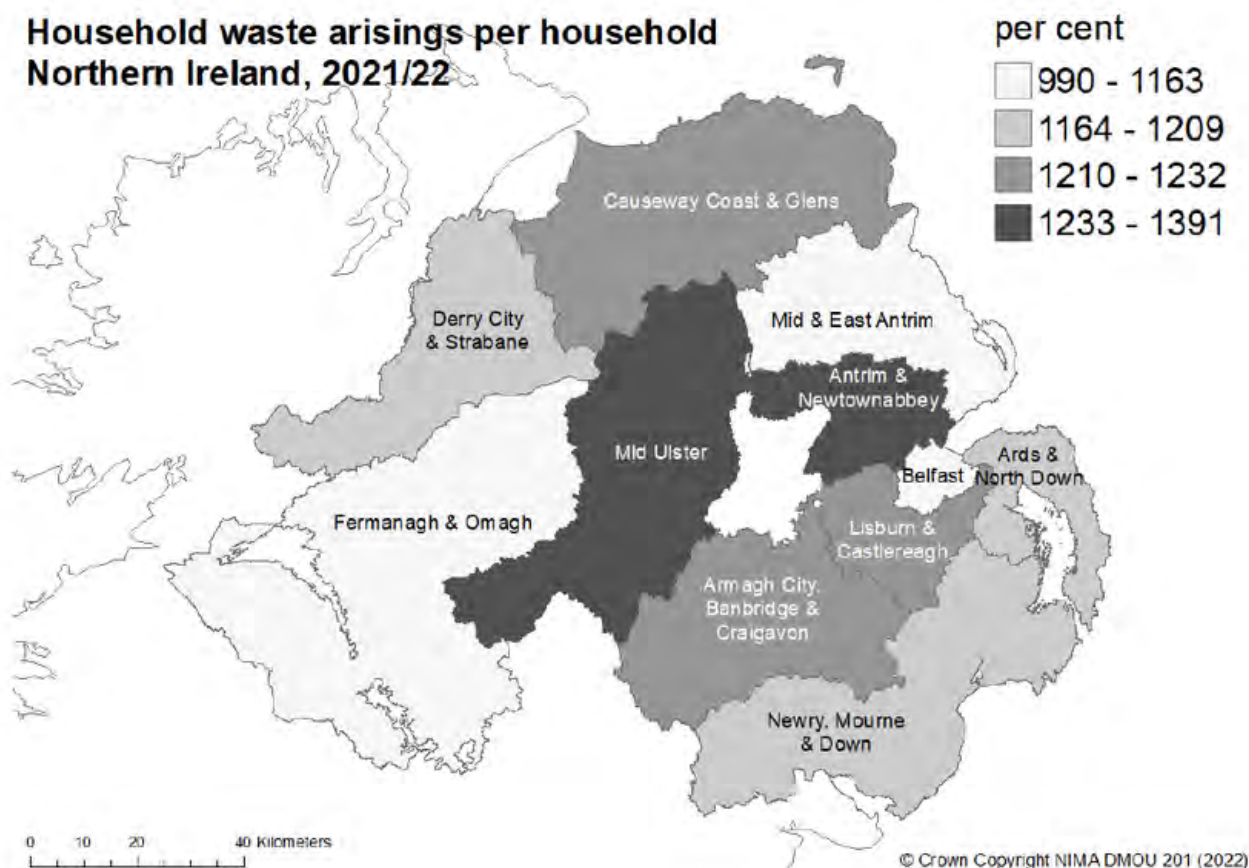 Household waste arisings per household
Northern Ireland, 2021/22
per cent
990 - 1163
1164 - 1209
1210 - 1232
1233 - 1391
Causeway Coast & Glens
Derry City
& Strabane
Mid & East Antrim
Antrim &
Newtownabbey
Mid Ulster
Belfast
Ards &
North Down
Fermanagh & Omagh
Lisburn &
Castlereagh
Armagh City,
Banbridge &
Craigavon
Newry, Mourne
& Down
0 10 20 40 Kilometers
© Crown Copyright NIMA DMOU 201 (2022)